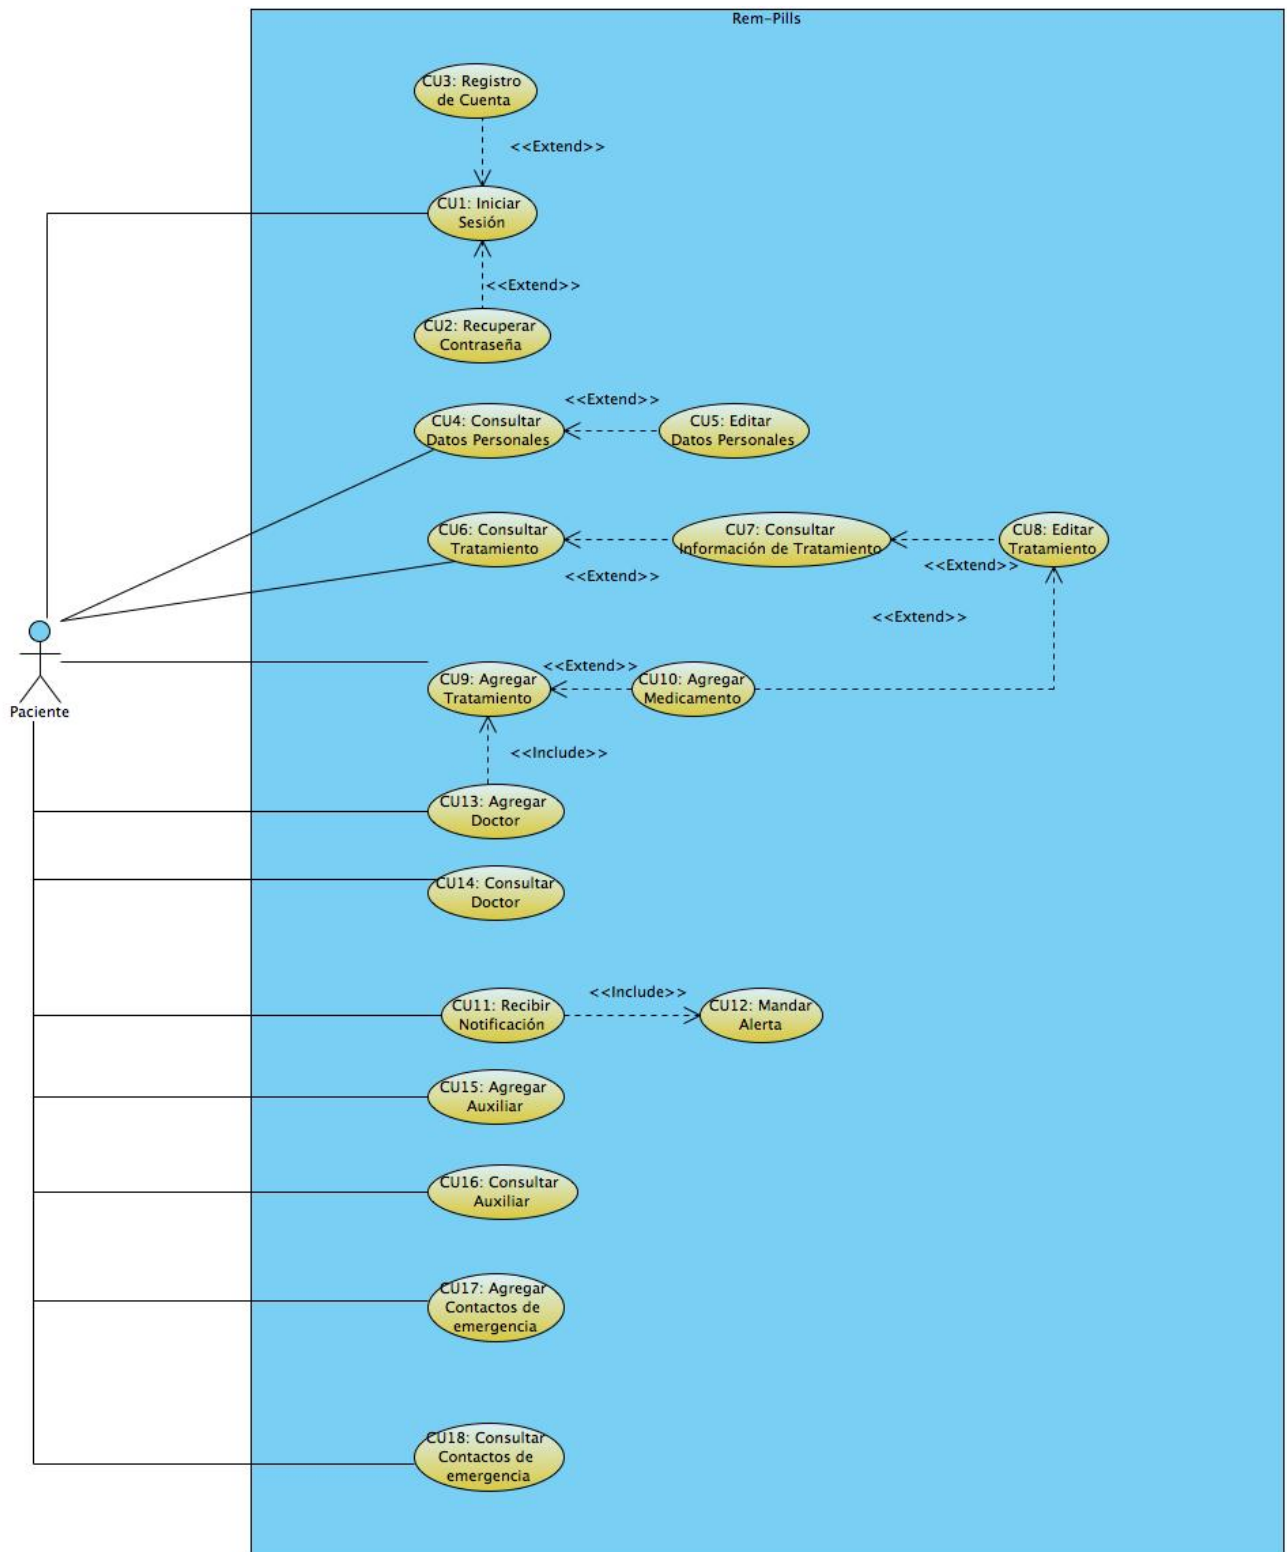 Rem-Pills
CU3: Registro
de Cuenta
<<Extend>>
CU1: Iniciar
Sesión
<<Extend>>
CU2: Recuperar
Contraseña
<<Extend>>
CU4: Consultar
Datos Personales
CU5: Editar
Datos Personales
CU6: Consultar
Tratamiento
CU7: Consultar
Información de Tratamiento
CU8: Editar
Tratamiento
<<Extend>>
<<Extend>>
<<Extend>>
Paciente
CU9: Agregar
Tratamiento
<<Extend>>
CU10: Agregar
Medicamento
<<Include>>
CU13: Agregar
Doctor
CU14: Consultar
Doctor
CU11: Recibir
Notificación
<<Include>>
CU12: Mandar
Alerta
CU15: Agregar
Auxiliar
CU16: Consultar
Auxiliar
CU17: Agregar
Contactos de
emergencia
CU18: Consultar
Contactos de
emergencia